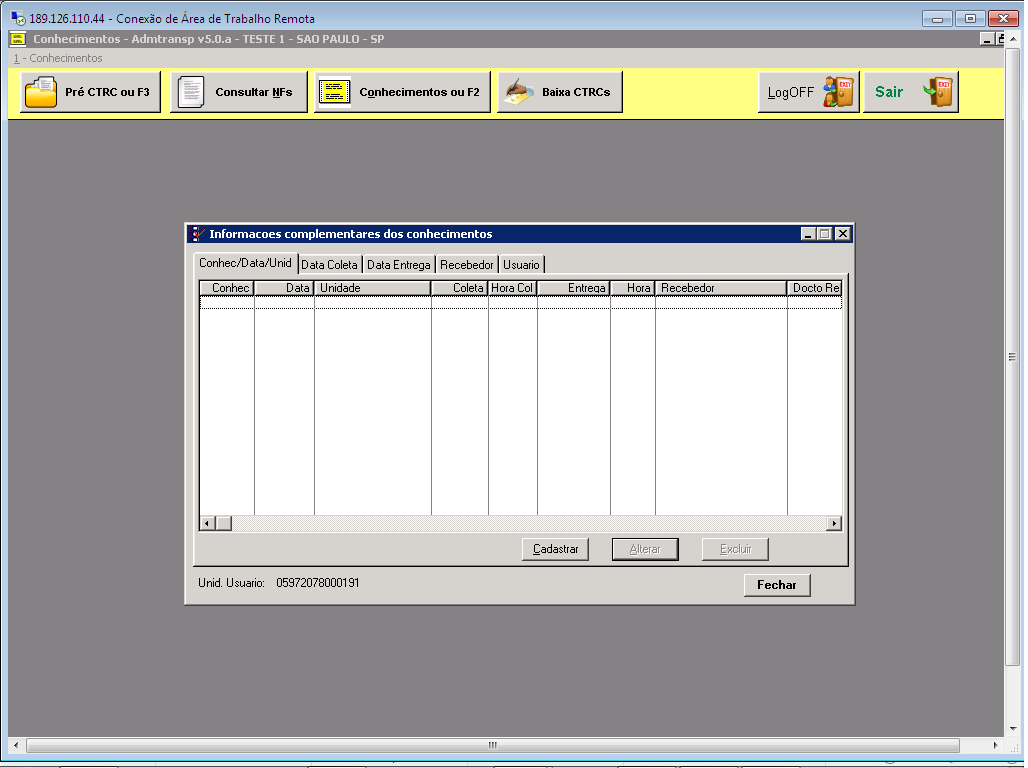 189.126.110.44 - Conexão de Área de Trabalho Remota
Conhecimentos - Admtransp v5.0.a - TESTE 1 - SAO PAULO - SP
1 - Conhecimentos
Pré CTRC ou F3 Consultar NFs Conhecimentos ou F2 Baixa CTRCs LogOFF EXIT Sair EXIT
Informacoes complementares dos conhecimentos
Conhec/Data/Unid Data Coleta Data Entrega Recebedor Usuario
Conhec Data Unidade Coleta Hora Col Entrega Hora Recebedor Docto Re
Cadastrar Alterar Excluir
Unid. Usuario: 05972078000191
Fechar